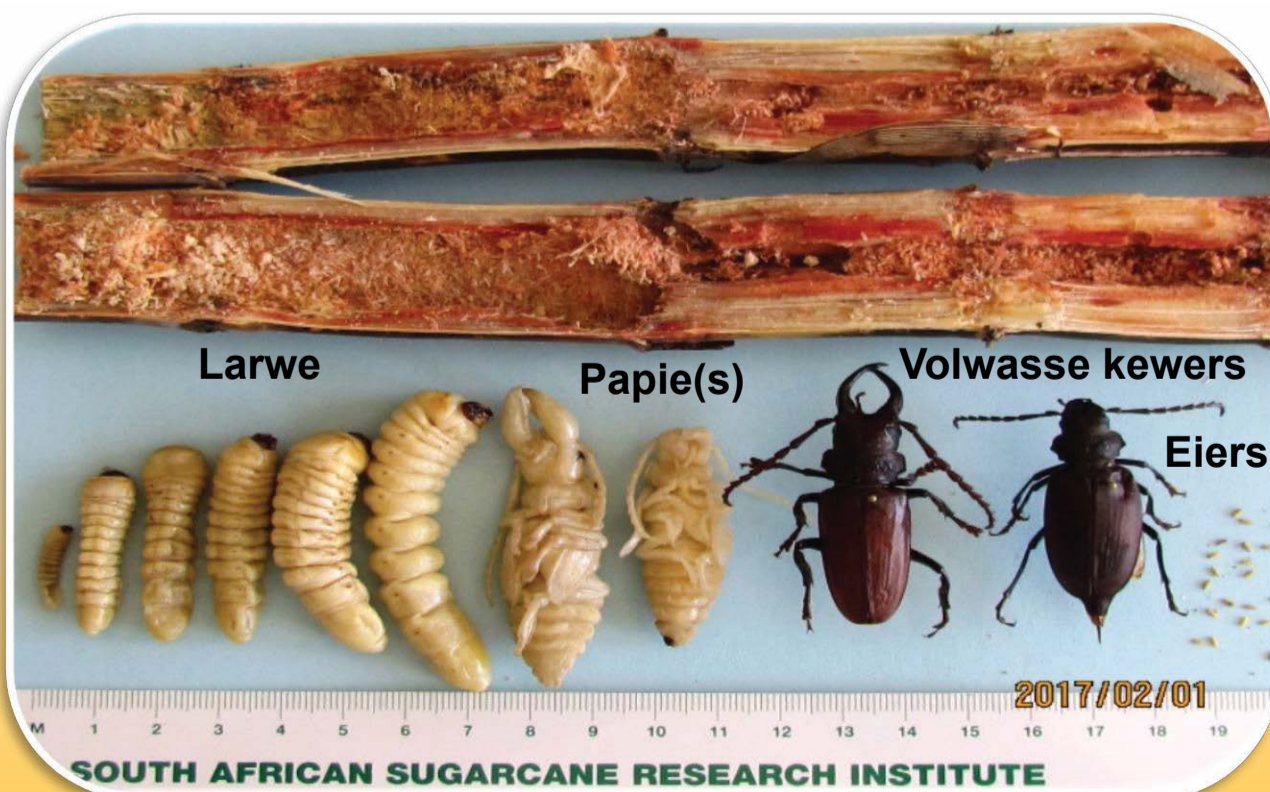 Larwe
Papie(s)
Volwasse kewers
Eiers
2017/02/01
M 1 2 3 4 5 6 7 8 9 10 11 12 13 14 15 16 17 18 19
SOUTH AFRICAN SUGARCANE RESEARCH INSTITUTE